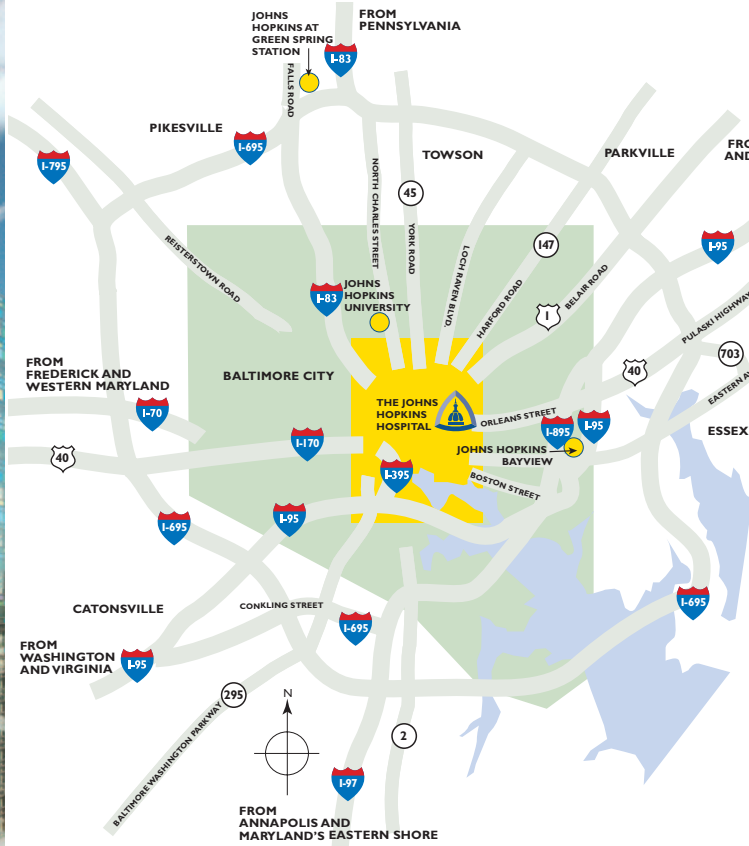 JOHNS
HOPKINS AT
GREEN SPRING
STATION
FROM
PENNSYLVANIA
I-83
FALLS ROAD
PIKESVILLE
I-695
I-795
TOWSON
PARKVILLE
FRO
AND
45
NORTH CHARLES STREET
YORK ROAD
147
I-95
REISTERSTOWN ROAD
LOCH RAVEN BLVD.
HARFORD ROAD
BELAIR ROAD
I-83
JOHNS
HOPKINS
UNIVERSITY
1
PULASKI HIGHWAY
703
40
FROM
FREDERICK AND
WESTERN MARYLAND
BALTIMORE CITY
EASTERN AV
I-70
THE JOHNS
HOPKINS
HOSPITAL
ORLEANS STREET
I-895
I-95
ESSEX
40
I-170
JOHNS HOPKINS
BAYVIEW
I-395
BOSTON STREET
I-695
I-95
CATONSVILLE
CONKLING STREET
I-695
I-695
FROM
WASHINGTON
AND VIRGINIA
I-95
295
N
BALTIMORE WASHINGTON PARKWAY
2
I-97
FROM
ANNAPOLIS AND
MARYLAND'S EASTERN SHORE